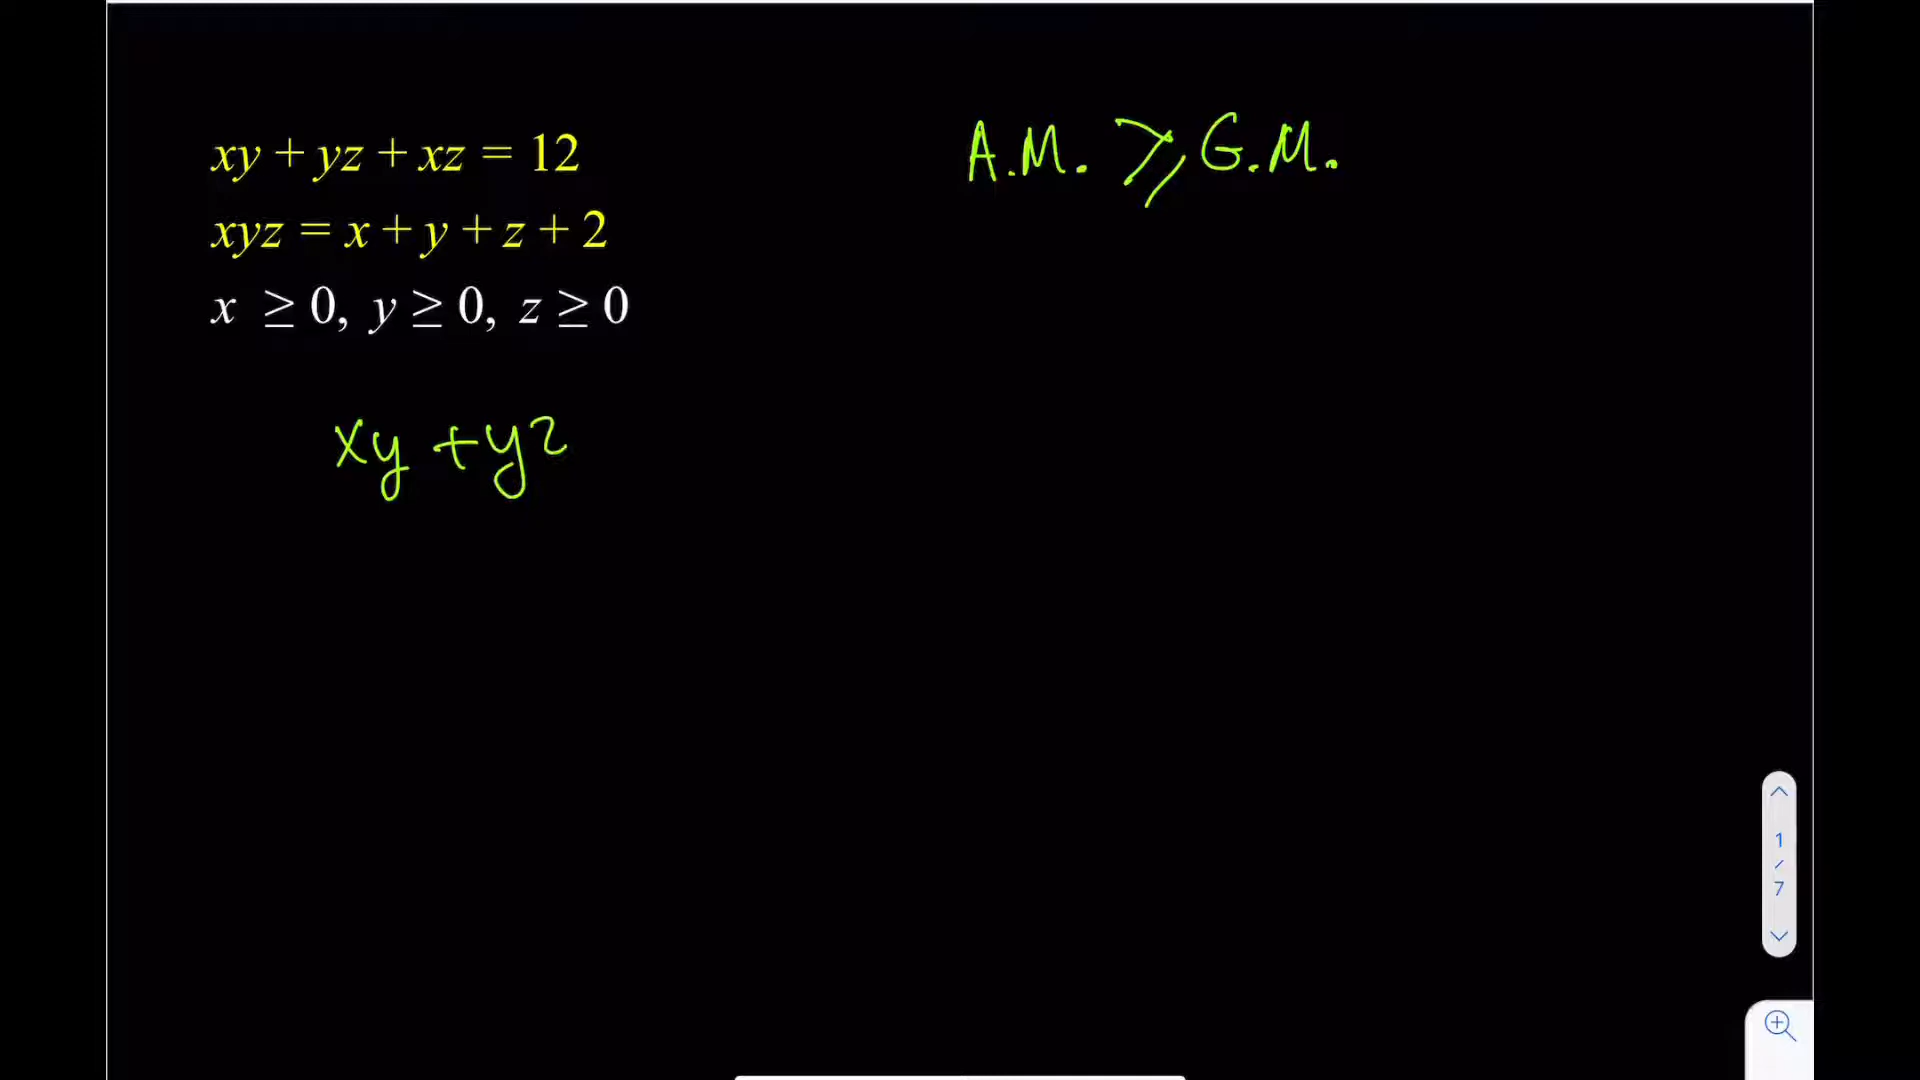 xy + yz + xz = 12
A.M. ≥ G.M.
xyz = x + y + z + 2
x ≥ 0, y ≥ 0, z ≥ 0
xy + yz
1
/
7